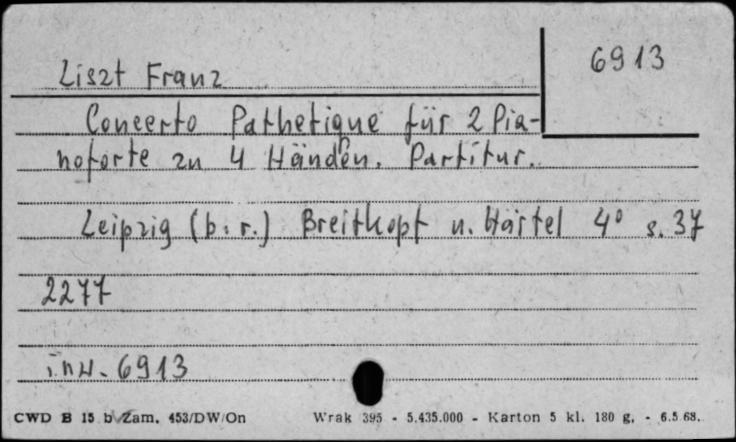 6913
Liszt Franz
Concerto Pathetique für 2 Pia-
noforte zu 4 Händen. Partitur.
Leipzig (b. r.) Breitkopf u. Härtel 4° s. 37
2277
inw. 6913
CWD B 15 b Zam. 453/DW/On Wrak 395 - 5.435.000 - Karton 5 kl. 180 g. - 6.5.68.